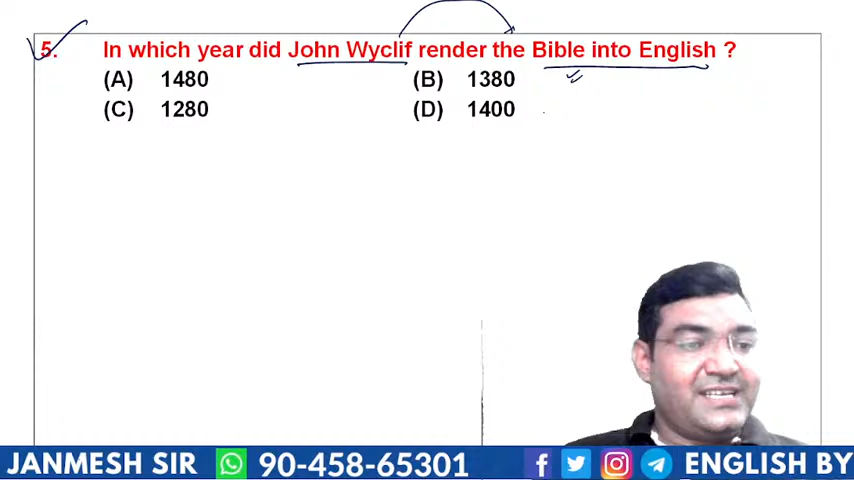 5. In which year did John Wyclif render the Bible into English ?
(A) 1480 (B) 1380
(C) 1280 (D) 1400
JANMESH SIR 90-458-65301 ENGLISH BY